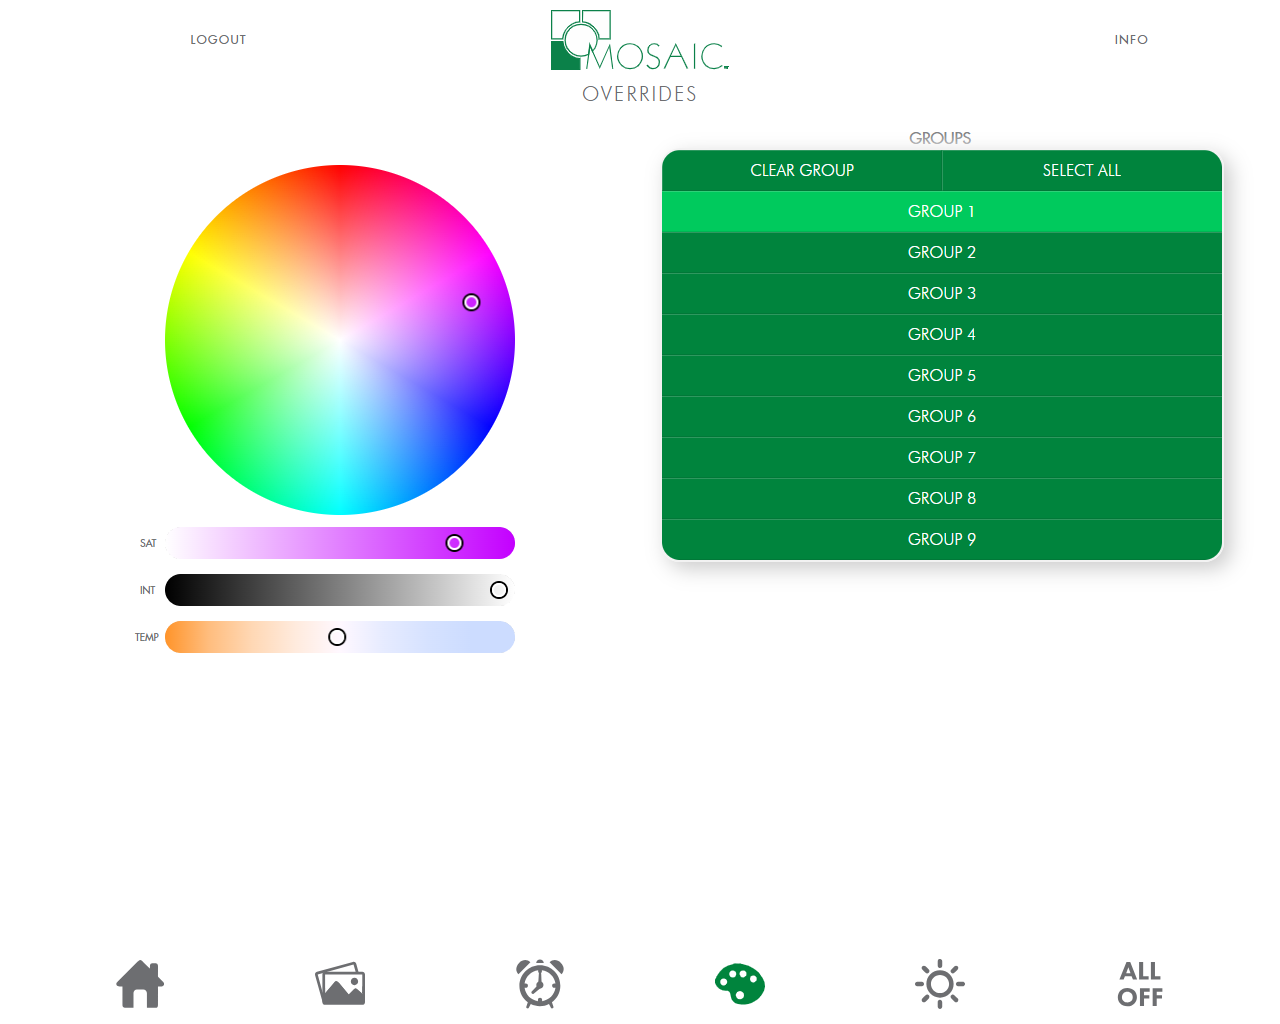 LOGOUT
MOSAIC
INFO
OVERRIDES
GROUPS
CLEAR GROUP
SELECT ALL
GROUP 1
GROUP 2
GROUP 3
GROUP 4
GROUP 5
GROUP 6
GROUP 7
GROUP 8
GROUP 9
SAT
INT
TEMP
ALL
OFF